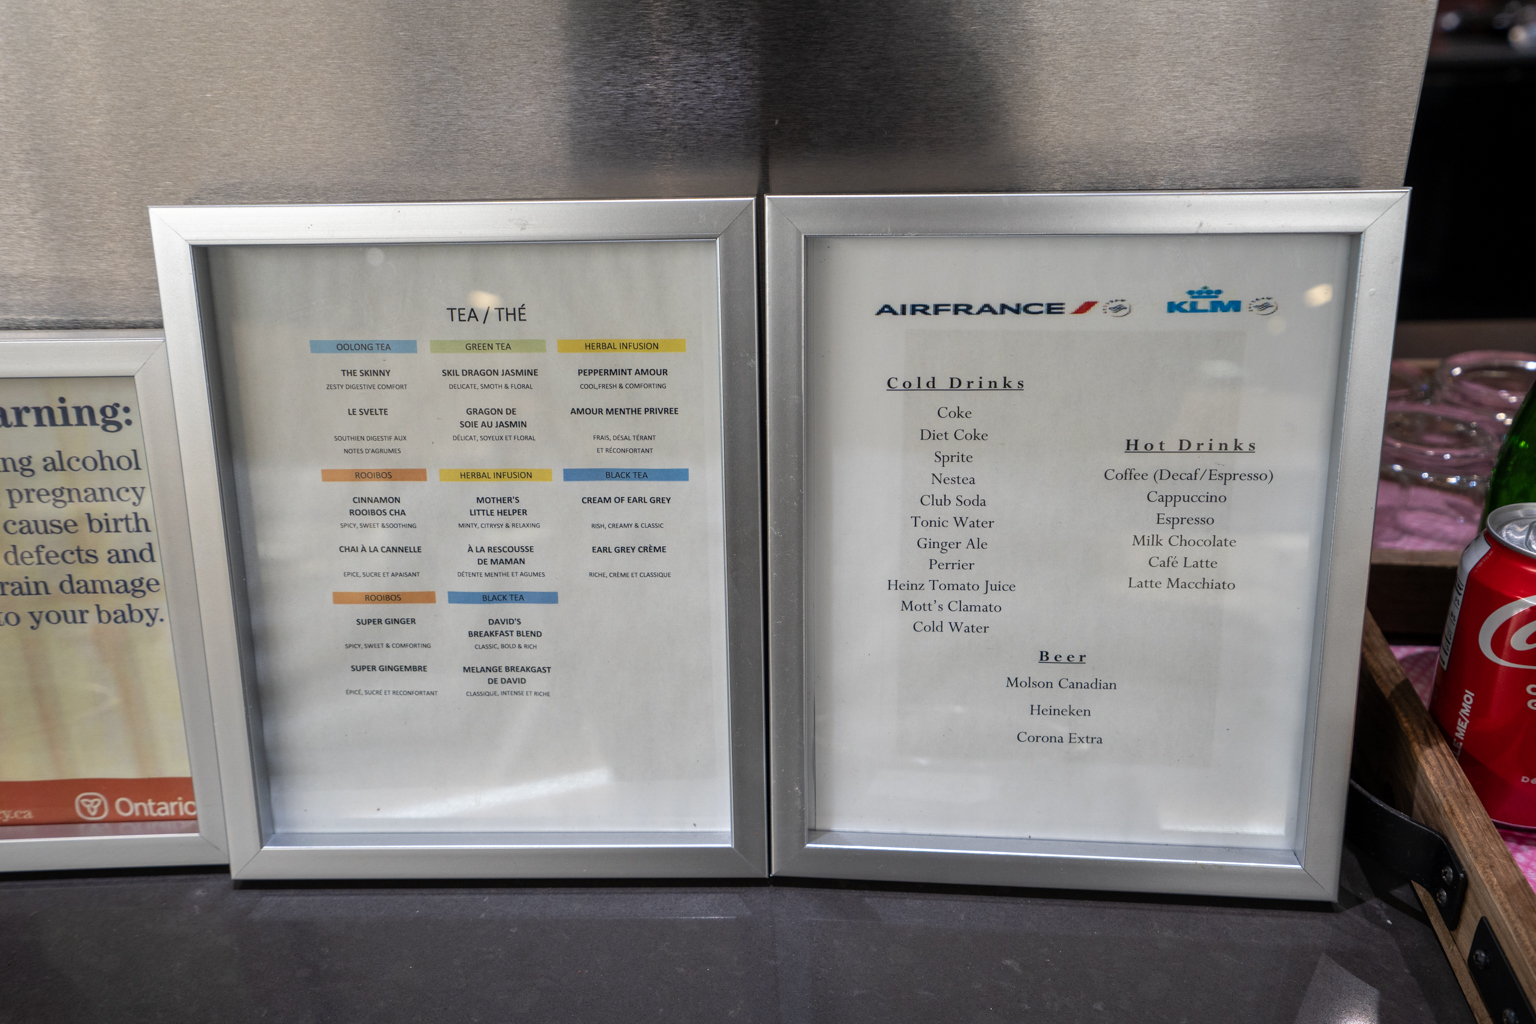 arning:
ng alcohol
pregnancy
cause birth
defects and
rain damage
to your baby.
y.ca
Ontario
TEA / THÉ
OOLONG TEA
THE SKINNY
ZESTY DIGESTIVE COMFORT
LE SVELTE
SOUTHIEN DIGESTIF AUX
NOTES D'AGRUMES
GREEN TEA
SKIL DRAGON JASMINE
DELICATE, SMOTH & FLORAL
GRAGON DE
SOIE AU JASMIN
DÉLICAT, SOYEUX ET FLORAL
HERBAL INFUSION
PEPPERMINT AMOUR
COOL,FRESH & COMFORTING
AMOUR MENTHE PRIVREE
FRAIS, DÉSAL TÉRANT
ET RÉCONFORTANT
ROOIBOS
CINNAMON
ROOIBOS CHA
SPICY, SWEET &SOOTHING
CHAI À LA CANNELLE
EPICE, SUCRE ET APAISANT
HERBAL INFUSION
MOTHER'S
LITTLE HELPER
MINTY, CITRYSY & RELAXING
À LA RESCOUSSE
DE MAMAN
DÉTENTE MENTHE ET AGUMES
BLACK TEA
CREAM OF EARL GREY
RISH, CREAMY & CLASSIC
EARL GREY CRÈME
RICHE, CRÈME ET CLASSIQUE
ROOIBOS
SUPER GINGER
SPICY, SWEET & COMFORTING
SUPER GINGEMBRE
ÉPICÉ, SUCRÉ ET RECONFORTANT
BLACK TEA
DAVID'S
BREAKFAST BLEND
CLASSIC, BOLD & RICH
MELANGE BREAKGAST
DE DAVID
CLASSIQUE, INTENSE ET RICHE
AIRFRANCE
KLM
Cold Drinks
Coke
Diet Coke
Sprite
Nestea
Club Soda
Tonic Water
Ginger Ale
Perrier
Heinz Tomato Juice
Mott's Clamato
Cold Water
Hot Drinks
Coffee (Decaf/Espresso)
Cappuccino
Espresso
Milk Chocolate
Café Latte
Latte Macchiato
Beer
Molson Canadian
Heineken
Corona Extra
ME/MOI